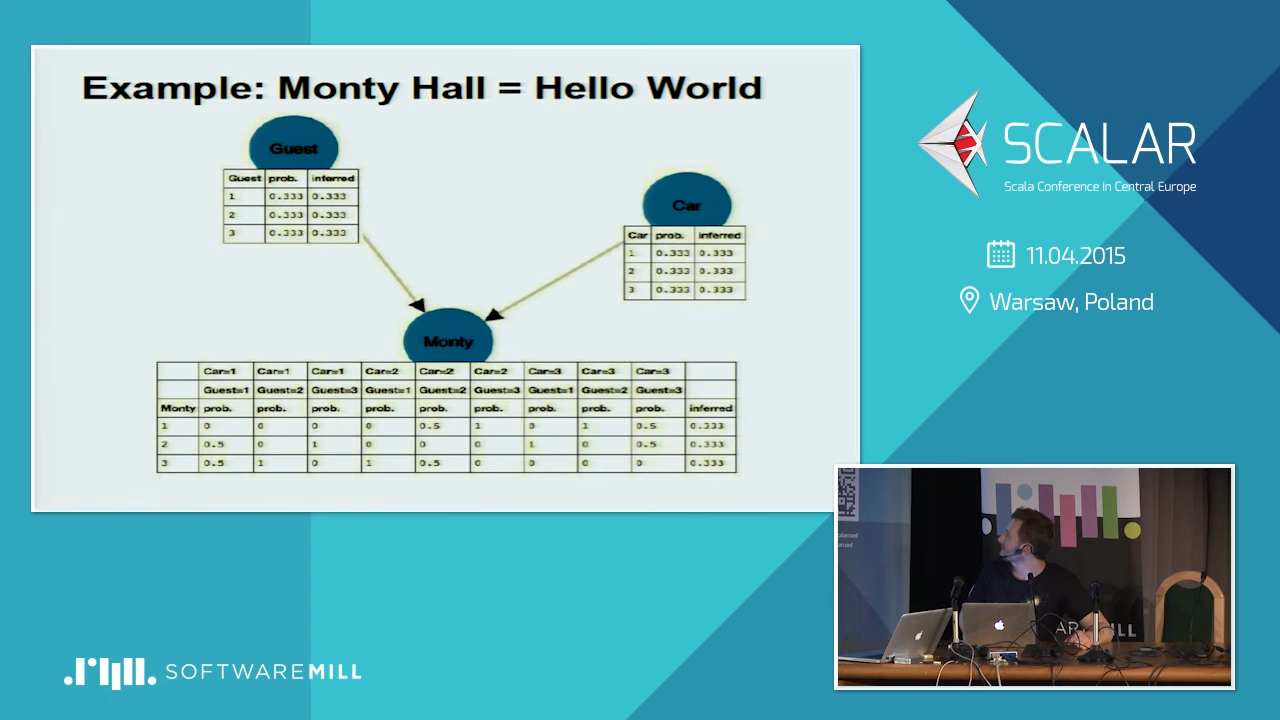 Example: Monty Hall = Hello World
Guest
Guest prob. inferred
1 0.333 0.333
2 0.333 0.333
3 0.333 0.333
Car
Car prob. inferred
1 0.333 0.333
2 0.333 0.333
3 0.333 0.333
Monty
Car=1 Car=1 Car=1 Car=2 Car=2 Car=2 Car=3 Car=3 Car=3
Guest=1 Guest=2 Guest=3 Guest=1 Guest=2 Guest=3 Guest=1 Guest=2 Guest=3
Monty prob. prob. prob. prob. prob. prob. prob. prob. prob. inferred
1 0 0 0 0 0.5 1 0 1 0.5 0.333
2 0.5 0 1 0 0 0 1 0 0.5 0.333
3 0.5 1 0 1 0.5 0 0 0 0 0.333
SCALAR
Scala Conference in Central Europe
11.04.2015
Warsaw, Poland
SOFTWAREMILL